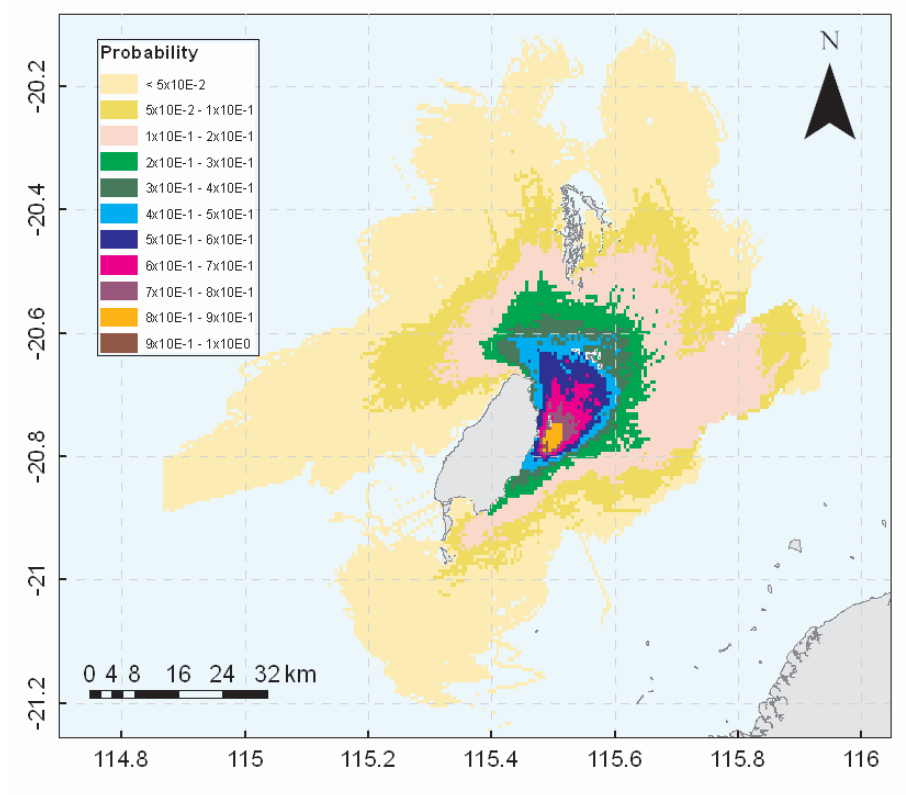 Probability
< 5x10E-2
5x10E-2 - 1x10E-1
1x10E-1 - 2x10E-1
2x10E-1 - 3x10E-1
3x10E-1 - 4x10E-1
4x10E-1 - 5x10E-1
5x10E-1 - 6x10E-1
6x10E-1 - 7x10E-1
7x10E-1 - 8x10E-1
8x10E-1 - 9x10E-1
9x10E-1 - 1x10E0
N
-20.2
-20.4
-20.6
-20.8
-21
-21.2
0 4 8 16 24 32 km
114.8 115 115.2 115.4 115.6 115.8 116